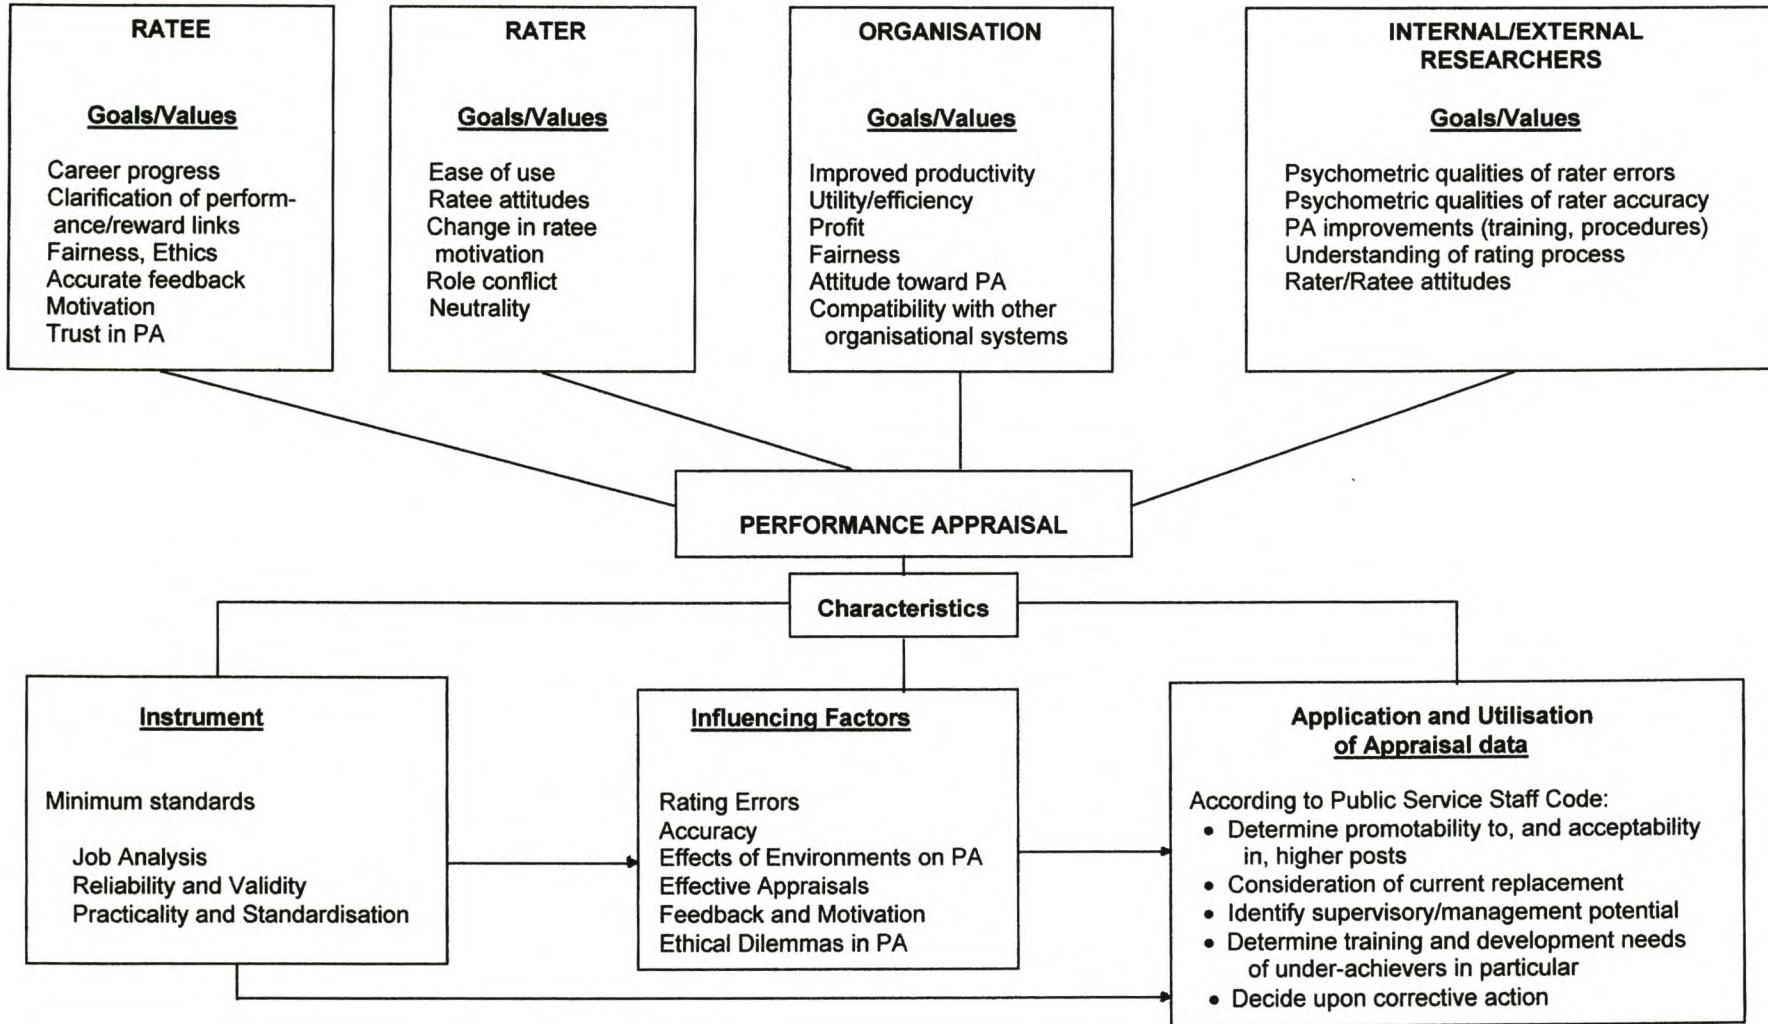 RATEE
Goals/Values
Career progress
Clarification of perform-
ance/reward links
Fairness, Ethics
Accurate feedback
Motivation
Trust in PA
RATER
Goals/Values
Ease of use
Ratee attitudes
Change in ratee
motivation
Role conflict
Neutrality
ORGANISATION
Goals/Values
Improved productivity
Utility/efficiency
Profit
Fairness
Attitude toward PA
Compatibility with other
organisational systems
INTERNAL/EXTERNAL
RESEARCHERS
Goals/Values
Psychometric qualities of rater errors
Psychometric qualities of rater accuracy
PA improvements (training, procedures)
Understanding of rating process
Rater/Ratee attitudes
PERFORMANCE APPRAISAL
Characteristics
Instrument
Minimum standards
Job Analysis
Reliability and Validity
Practicality and Standardisation
Influencing Factors
Rating Errors
Accuracy
Effects of Environments on PA
Effective Appraisals
Feedback and Motivation
Ethical Dilemmas in PA
Application and Utilisation
of Appraisal data
According to Public Service Staff Code:
• Determine promotability to, and acceptability
in, higher posts
• Consideration of current replacement
• Identify supervisory/management potential
• Determine training and development needs
of under-achievers in particular
• Decide upon corrective action